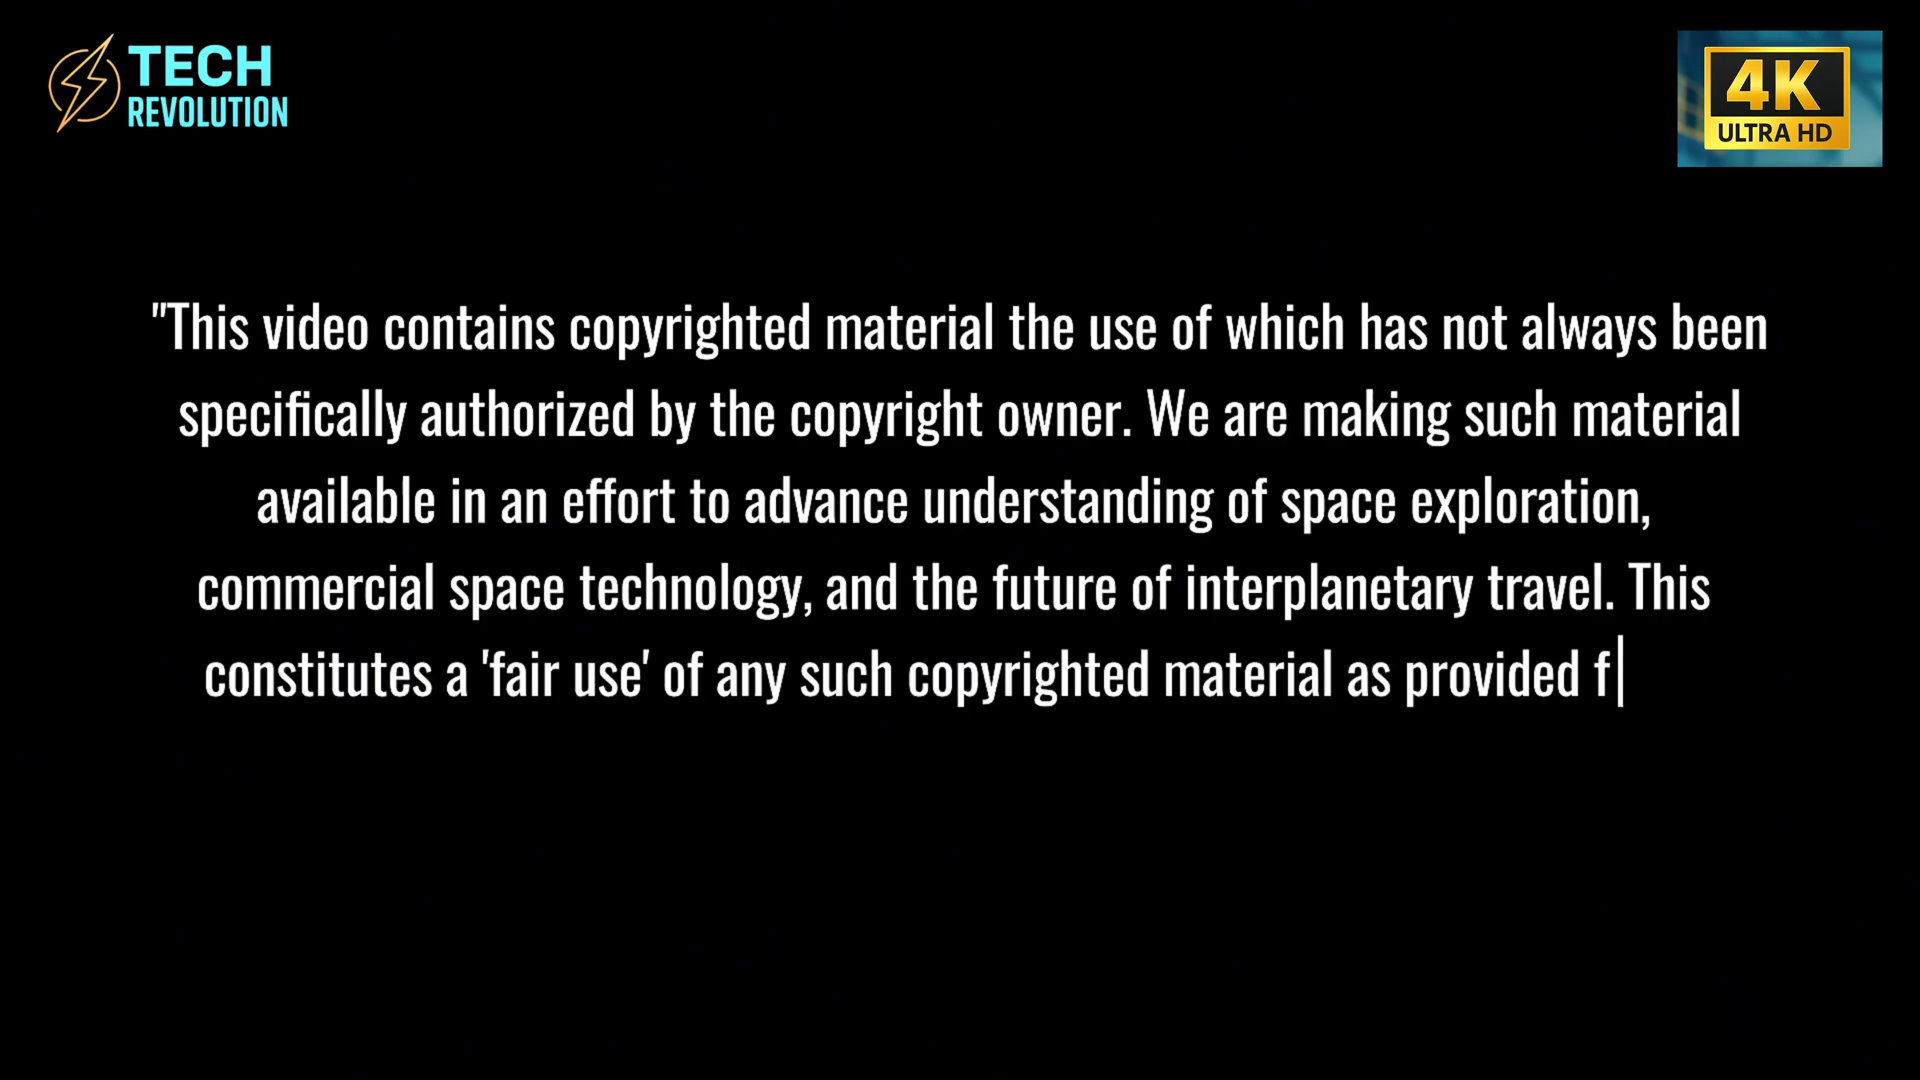 TECH
REVOLUTION
4K
ULTRA HD
"This video contains copyrighted material the use of which has not always been
specifically authorized by the copyright owner. We are making such material
available in an effort to advance understanding of space exploration,
commercial space technology, and the future of interplanetary travel. This
constitutes a 'fair use' of any such copyrighted material as provided f